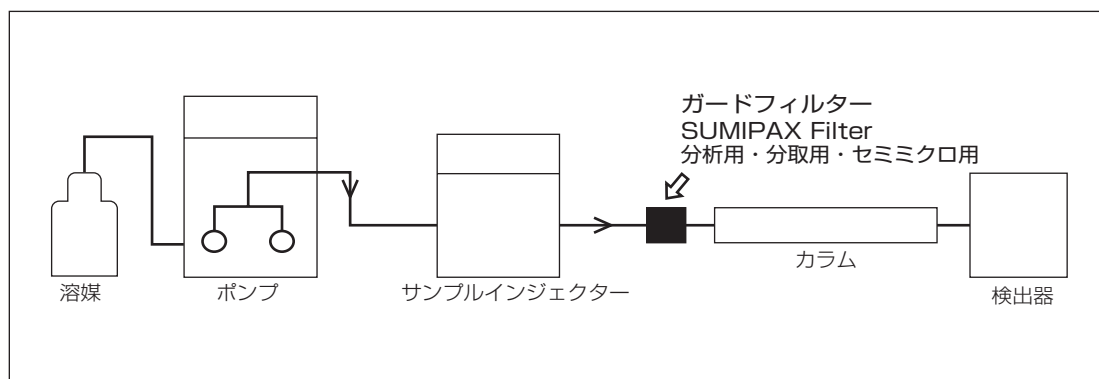 ガードフィルター
SUMIPAX Filter
分析用・分取用・セミミクロ用
溶媒
ポンプ
サンプルインジェクター
カラム
検出器